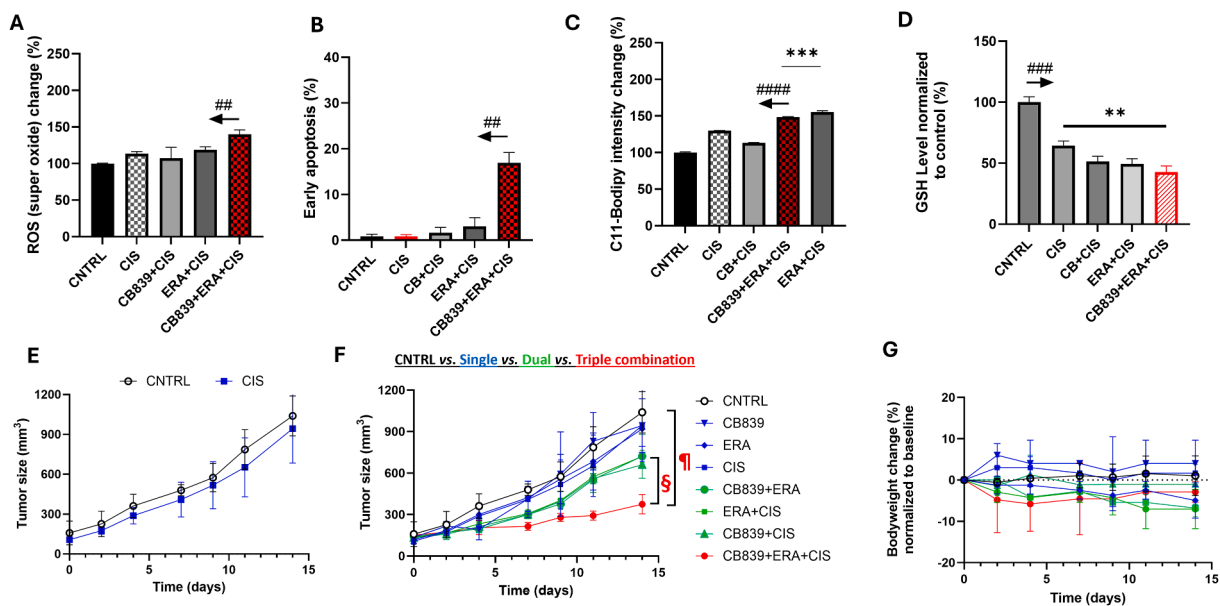 A
ROS (super oxide) change (%)
250
200
150
100
50
0
##
CNTRL
CIS
CB839+CIS
ERA+CIS
CB839+ERA+CIS
B
Early apoptosis (%)
40
30
20
10
0
##
CNTRL
CIS
CB+CIS
ERA+CIS
CB839+ERA+CIS
C
C11-Bodipy intensity change (%)
250
200
150
100
50
0
####
***
CNTRL
CIS
CB+CIS
CB839+ERA+CIS
ERA+CIS
D
GSH Level normalized
to control (%)
150
100
50
0
###
**
CNTRL
CIS
CB+CIS
ERA+CIS
CB839+ERA+CIS
E
CNTRL
CIS
Tumor size (mm³)
1200
900
600
300
0
0
5
10
15
Time (days)
F
CNTRL vs. Single vs. Dual vs. Triple combination
Tumor size (mm³)
1200
900
600
300
0
0
5
10
15
Time (days)
§
¶
CNTRL
CB839
ERA
CIS
CB839+ERA
ERA+CIS
CB839+CIS
CB839+ERA+CIS
G
Bodyweight change (%)
normalized to baseline
20
10
0
-10
-20
0
5
10
15
Time (days)